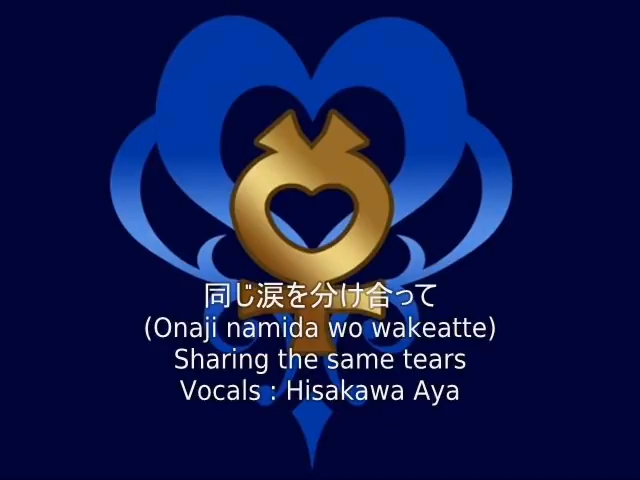 同じ涙を分け合って
(Onaji namida wo wakeatte)
Sharing the same tears
Vocals : Hisakawa Aya